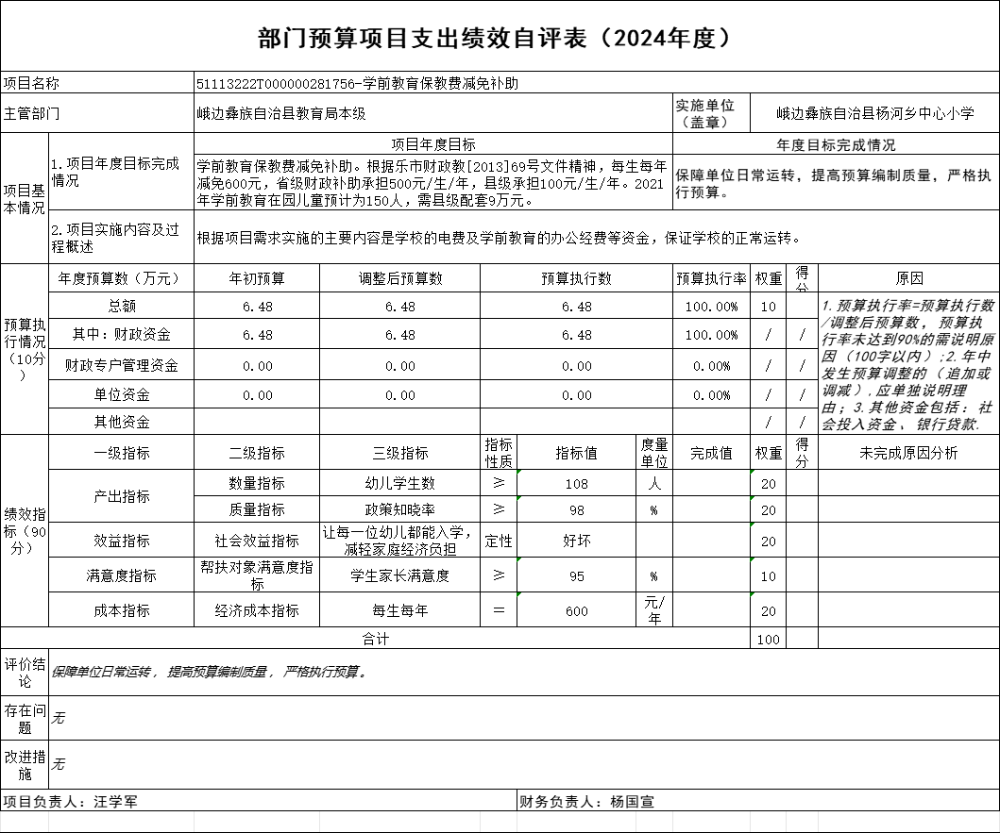 部门预算项目支出绩效自评表（2024年度）
项目名称 51113222T000000281756-学前教育保教费减免补助
主管部门 峨边彝族自治县教育局本级 实施单位（盖章） 峨边彝族自治县杨河乡中心小学
项目基本情况
1.项目年度目标完成情况
项目年度目标 年度目标完成情况
学前教育保教费减免补助。根据乐市财政教[2013]69号文件精神，每生每年
减免600元，省级财政补助承担500元/生/年，县级承担100元/生/年。2021
年学前教育在园儿童预计为150人，需县级配套9万元。
保障单位日常运转，提高预算编制质量，严格执
行预算。
2.项目实施内容及过程概述
根据项目需求实施的主要内容是学校的电费及学前教育的办公经费等资金，保证学校的正常运转。
预算执行情况（10分）
年度预算数（万元） 年初预算 调整后预算数 预算执行数 预算执行率 权重 得分 原因
总额 6.48 6.48 6.48 100.00% 10
其中：财政资金 6.48 6.48 6.48 100.00% / /
财政专户管理资金 0.00 0.00 0.00 0.00% / /
单位资金 0.00 0.00 0.00 0.00% / /
其他资金 / /
1.预算执行率=预算执行数
/调整后预算数，预算执
行率未达到90%的需说明原
因（100字以内）;2.年中
发生预算调整的（追加或
调减）,应单独说明理
由；3.其他资金包括：社
会投入资金、银行贷款.
绩效指标（90分）
一级指标 二级指标 三级指标 指标性质 指标值 度量单位 完成值 权重 得分 未完成原因分析
产出指标 数量指标 幼儿学生数 ≥ 108 人 20
质量指标 政策知晓率 ≥ 98 % 20
效益指标 社会效益指标 让每一位幼儿都能入学，减轻家庭经济负担 定性 好坏 20
满意度指标 帮扶对象满意度指标 学生家长满意度 ≥ 95 % 10
成本指标 经济成本指标 每生每年 ＝ 600 元/年 20
合计 100
评价结论 保障单位日常运转，提高预算编制质量，严格执行预算。
存在问题 无
改进措施 无
项目负责人：汪学军 财务负责人：杨国宣